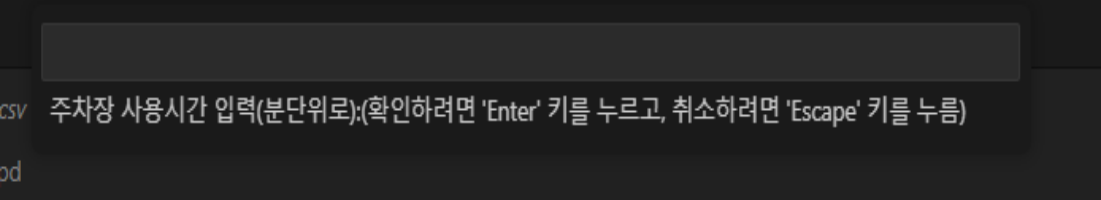 주차장 사용시간 입력(분단위로):(확인하려면 'Enter' 키를 누르고, 취소하려면 'Escape' 키를 누름)
csv
pd